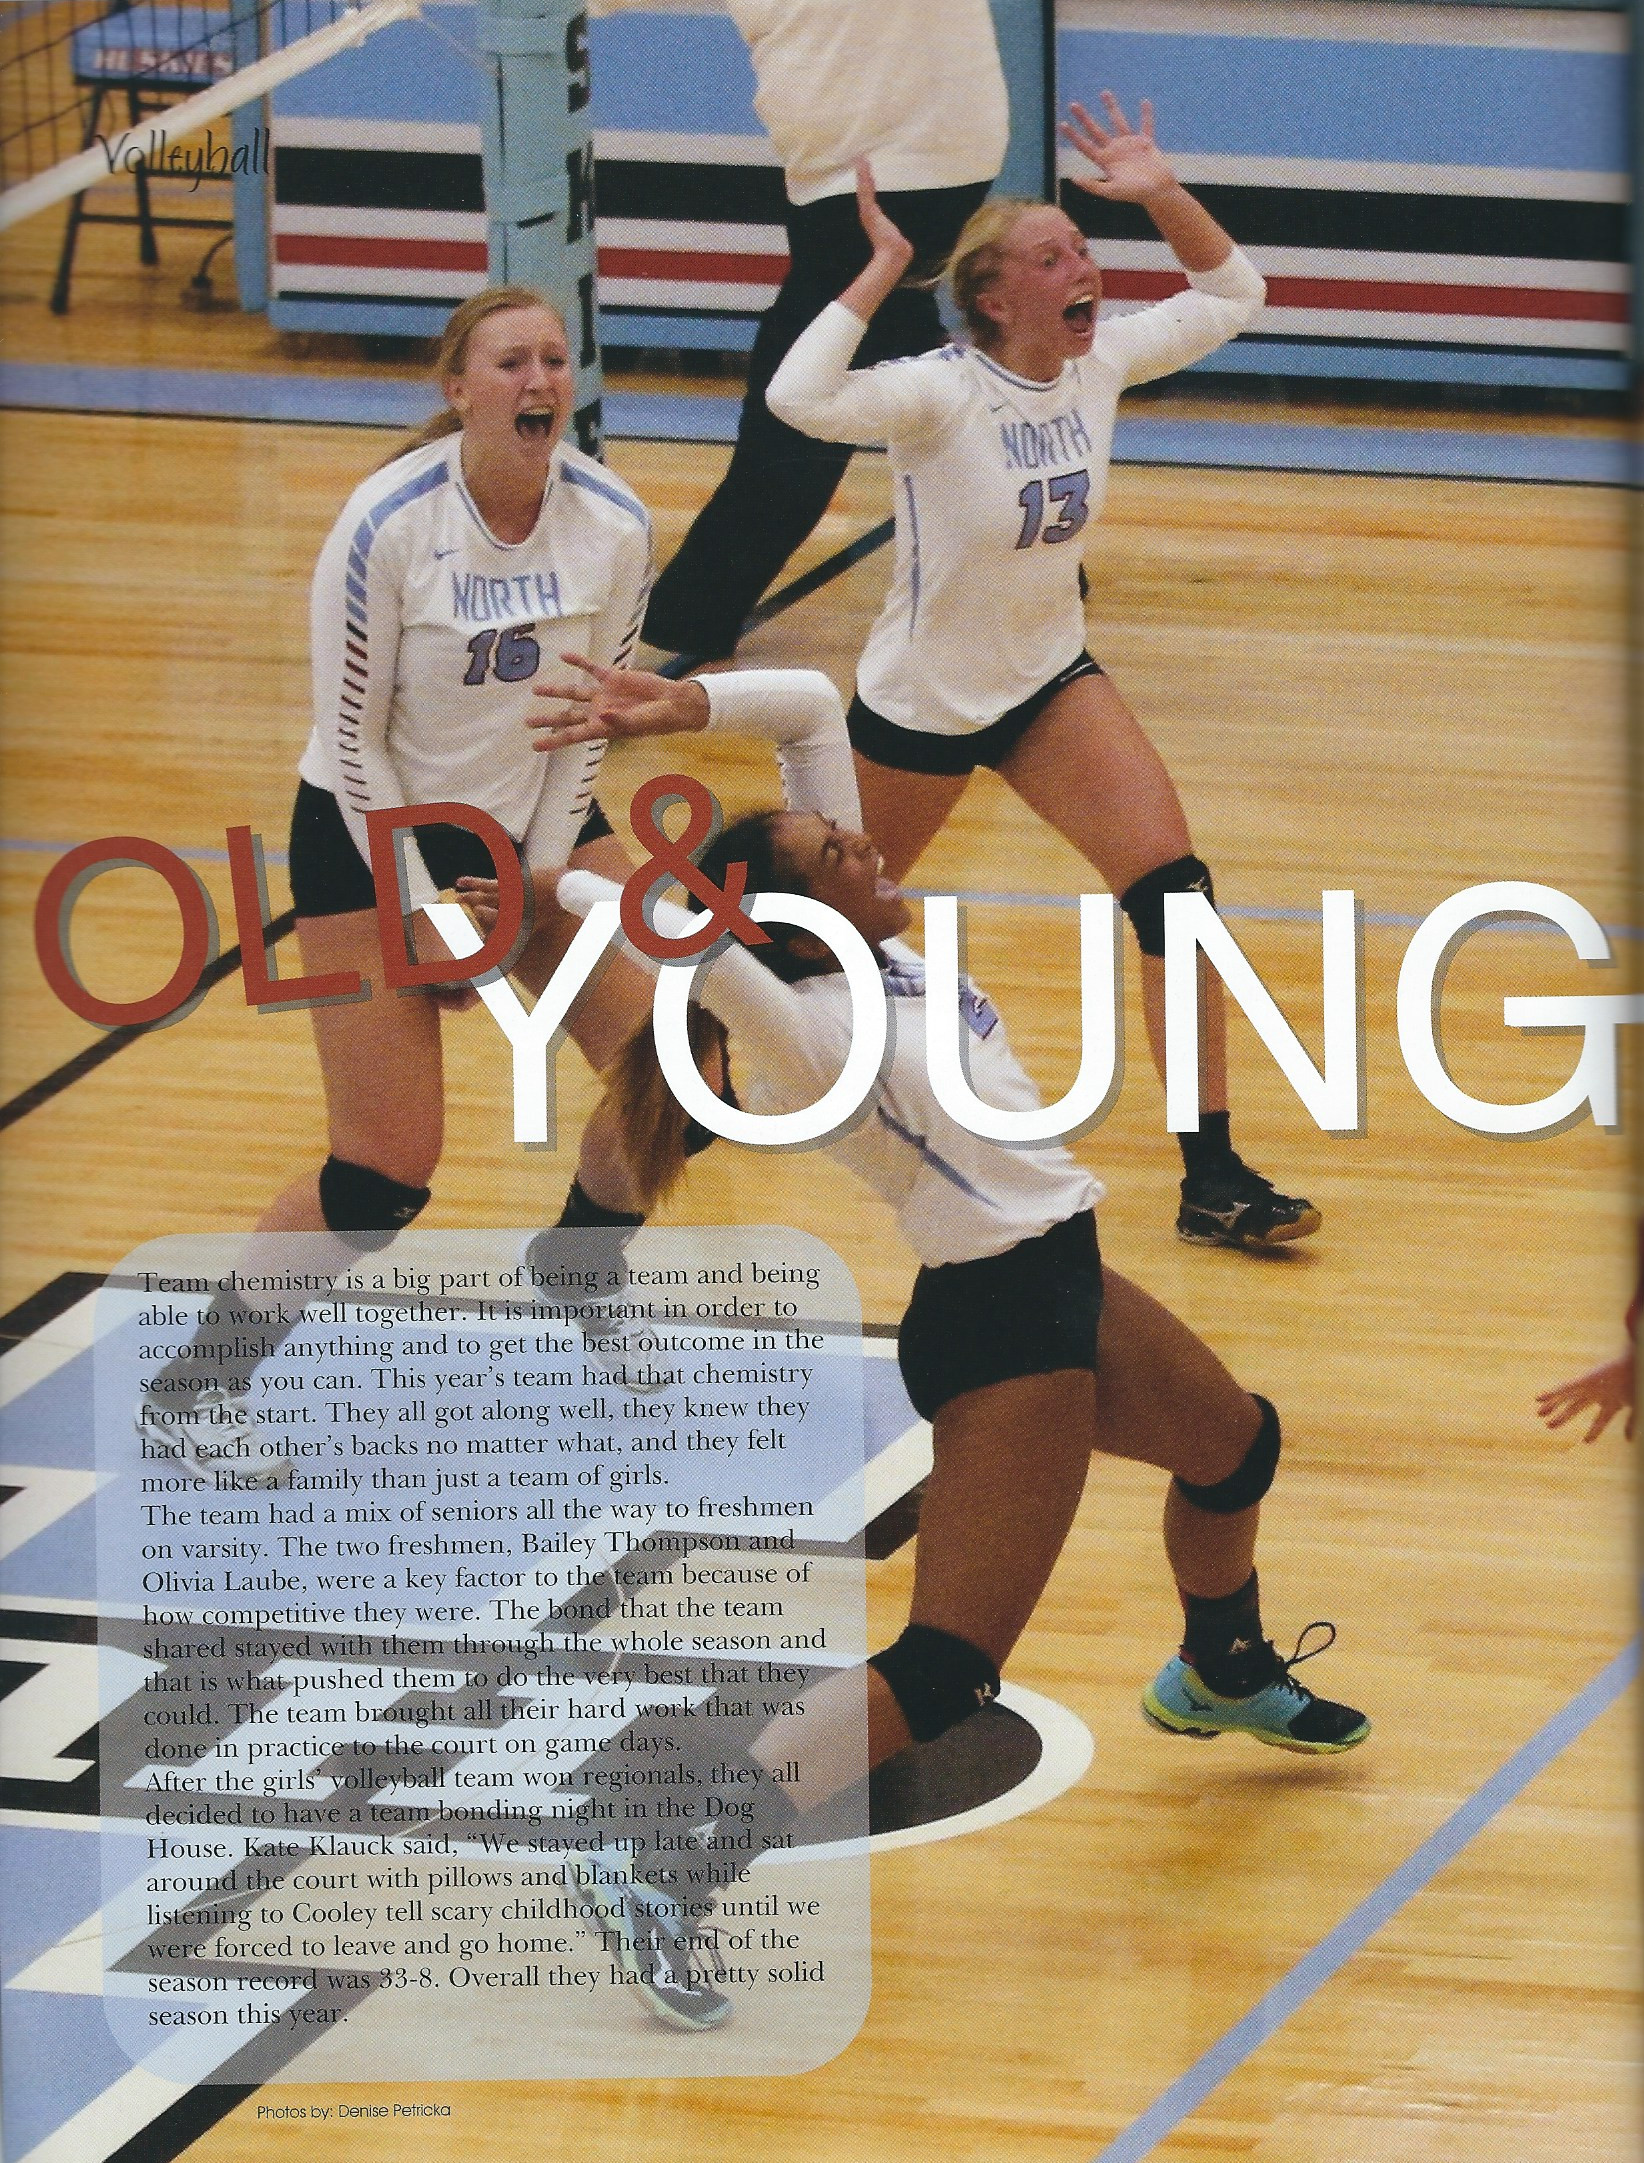 HUSKIES
Volleyball
NORTH
13
NORTH
16
OLD &
YOUNG
Team chemistry is a big part of being a team and being
able to work well together. It is important in order to
accomplish anything and to get the best outcome in the
season as you can. This year's team had that chemistry
from the start. They all got along well, they knew they
had each other's backs no matter what, and they felt
more like a family than just a team of girls.
The team had a mix of seniors all the way to freshmen
on varsity. The two freshmen, Bailey Thompson and
Olivia Laube, were a key factor to the team because of
how competitive they were. The bond that the team
shared stayed with them through the whole season and
that is what pushed them to do the very best that they
could. The team brought all their hard work that was
done in practice to the court on game days.
After the girls' volleyball team won regionals, they all
decided to have a team bonding night in the Dog
House. Kate Klauck said, “We stayed up late and sat
around the court with pillows and blankets while
listening to Cooley tell scary childhood stories until we
were forced to leave and go home.” Their end of the
season record was 33-8. Overall they had a pretty solid
season this year.
Photos by: Denise Petricka